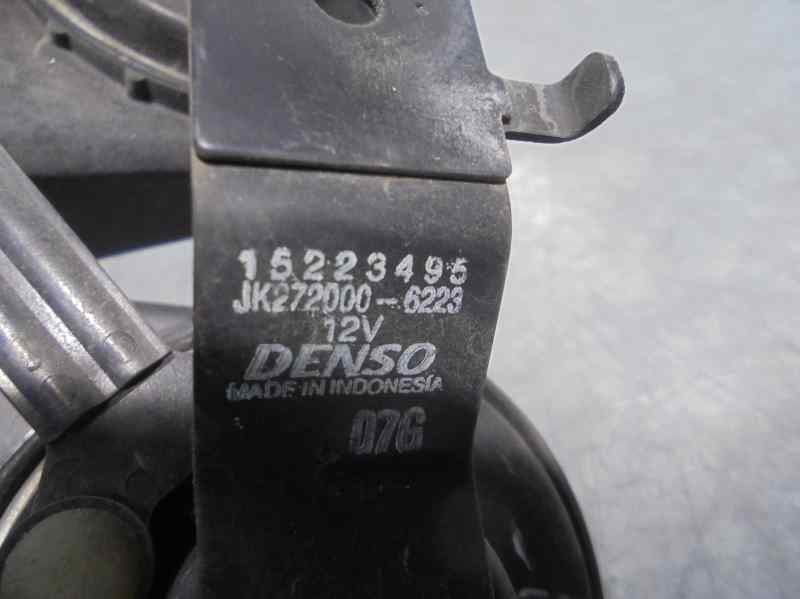 15223495
JK272000-6223
12V
DENSO
MADE IN INDONESIA
07G